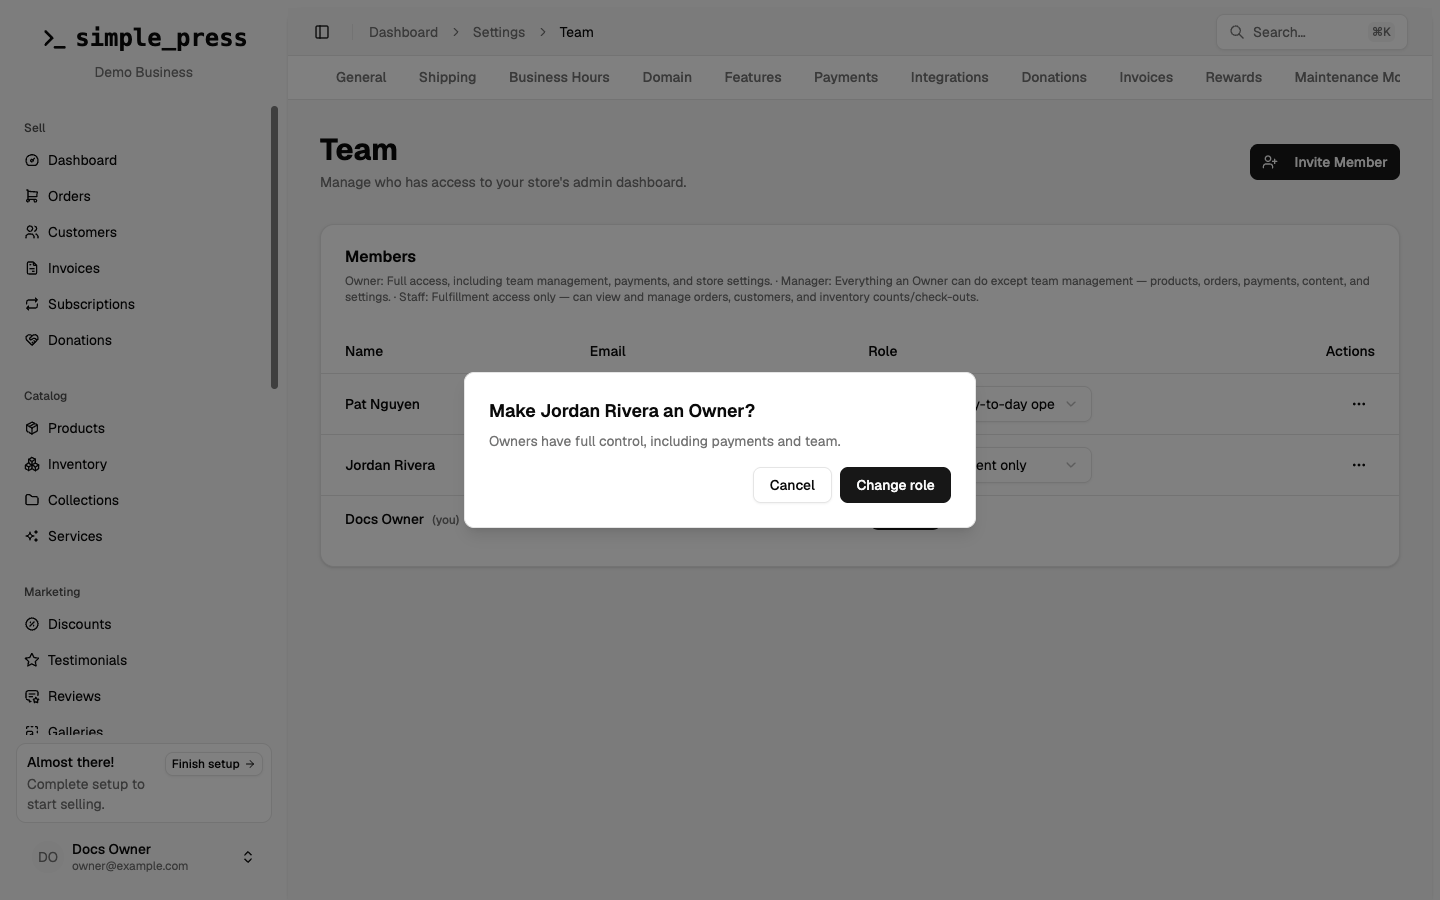 simple_press
Demo Business
Sell
Dashboard
Orders
Customers
Invoices
Subscriptions
Donations
Catalog
Products
Inventory
Collections
Services
Marketing
Discounts
Testimonials
Reviews
Galleries
Almost there!
Finish setup
Complete setup to
start selling.
DO
Docs Owner
owner@example.com
Dashboard > Settings > Team
Search...
⌘K
General
Shipping
Business Hours
Domain
Features
Payments
Integrations
Donations
Invoices
Rewards
Maintenance Mo
Team
Manage who has access to your store's admin dashboard.
Invite Member
Members
Owner: Full access, including team management, payments, and store settings. · Manager: Everything an Owner can do except team management — products, orders, payments, content, and
settings. · Staff: Fulfillment access only — can view and manage orders, customers, and inventory counts/check-outs.
Name Email Role Actions
Pat Nguyen
y-to-day ope
Jordan Rivera
ent only
Docs Owner (you)
Make Jordan Rivera an Owner?
Owners have full control, including payments and team.
Cancel
Change role